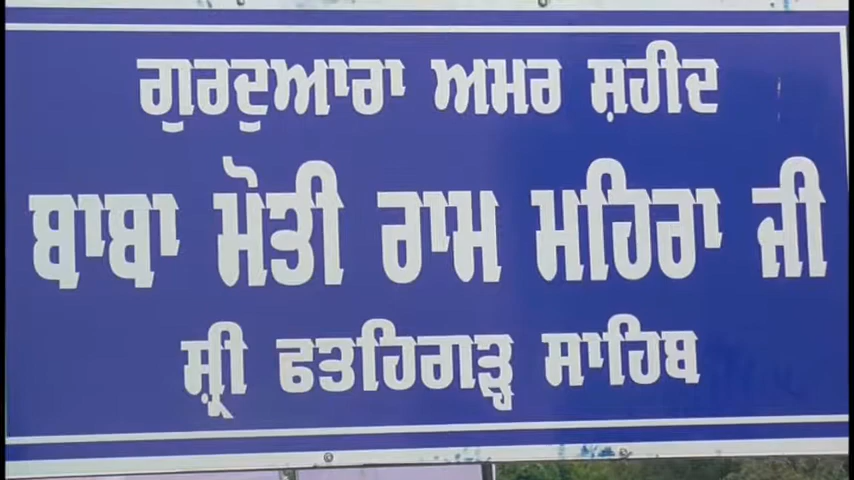 ਗੁਰਦੁਆਰਾ ਅਮਰ ਸ਼ਹੀਦ
ਬਾਬਾ ਮੋਤੀ ਰਾਮ ਮਹਿਰਾ ਜੀ
ਸ਼੍ਰੀ ਫਤਹਿਗੜ੍ਹ ਸਾਹਿਬ